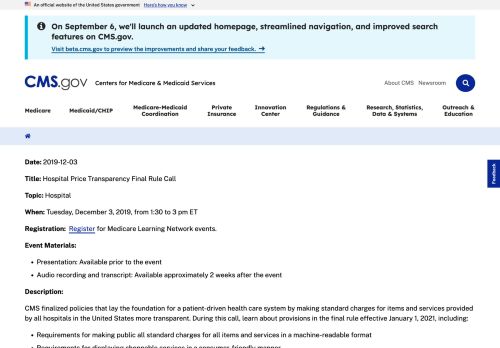 An official website of the United States government Here's how you know
On September 6, we'll launch an updated homepage, streamlined navigation, and improved search
features on CMS.gov.
Visit beta.cms.gov to preview the improvements and share your feedback.
CMS.gov Centers for Medicare & Medicaid Services
About CMS Newsroom
Medicare
Medicaid/CHIP
Medicare-Medicaid
Coordination
Private
Insurance
Innovation
Center
Regulations &
Guidance
Research, Statistics,
Data & Systems
Outreach &
Education
Feedback
Date: 2019-12-03
Title: Hospital Price Transparency Final Rule Call
Topic: Hospital
When: Tuesday, December 3, 2019, from 1:30 to 3 pm ET
Registration: Register for Medicare Learning Network events.
Event Materials:
• Presentation: Available prior to the event
• Audio recording and transcript: Available approximately 2 weeks after the event
Description:
CMS finalized policies that lay the foundation for a patient-driven health care system by making standard charges for items and services provided
by all hospitals in the United States more transparent. During this call, learn about provisions in the final rule effective January 1, 2021, including:
• Requirements for making public all standard charges for all items and services in a machine-readable format
• Requirements for displaying shoppable services in a consumer-friendly manner